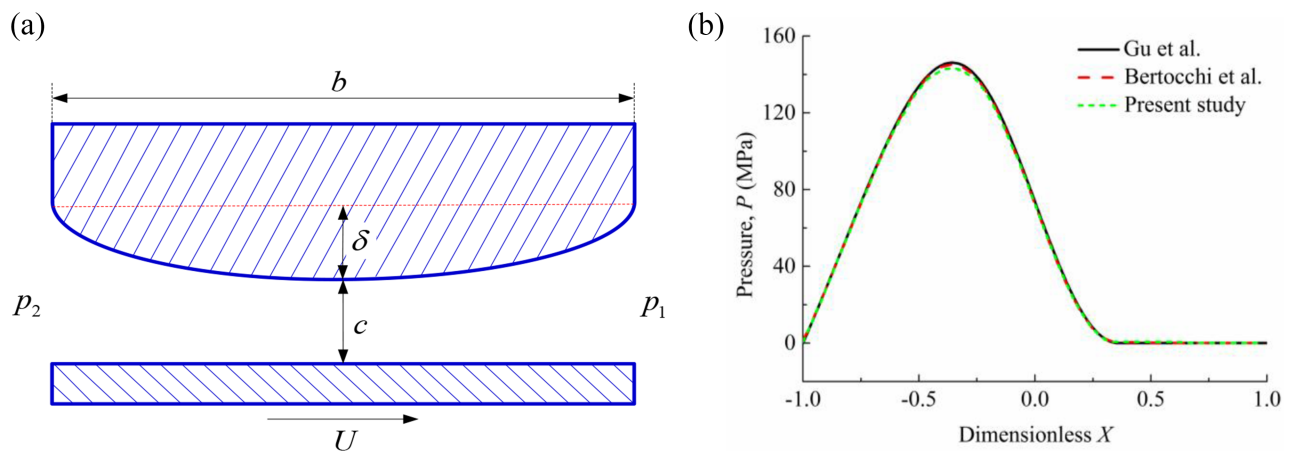 (a)
b
δ
p2
p1
c
U
(b)
160
120
80
40
0
Pressure, P (MPa)
Gu et al.
Bertocchi et al.
Present study
-1.0 -0.5 0.0 0.5 1.0
Dimensionless X